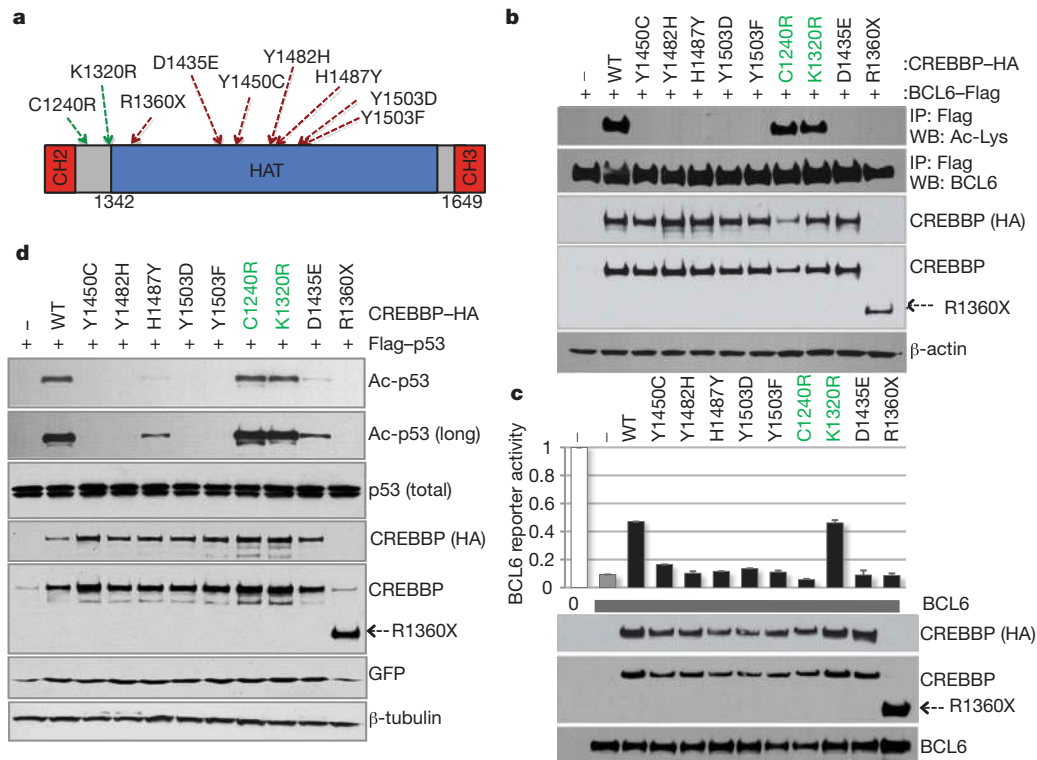 a
C1240R
K1320R
R1360X
D1435E
Y1450C
Y1482H
H1487Y
Y1503D
Y1503F
CH2
HAT
CH3
1342
1649
b
– WT Y1450C Y1482H H1487Y Y1503D Y1503F C1240R K1320R D1435E R1360X :CREBBP–HA
+ + + + + + + + + + + :BCL6–Flag
IP: Flag
WB: Ac-Lys
IP: Flag
WB: BCL6
CREBBP (HA)
CREBBP
R1360X
β-actin
c
– – WT Y1450C Y1482H H1487Y Y1503D Y1503F C1240R K1320R D1435E R1360X
BCL6 reporter activity
1
0.8
0.6
0.4
0.2
0
0
BCL6
CREBBP (HA)
CREBBP
R1360X
BCL6
d
– WT Y1450C Y1482H H1487Y Y1503D Y1503F C1240R K1320R D1435E R1360X CREBBP–HA
+ + + + + + + + + + + Flag–p53
Ac-p53
Ac-p53 (long)
p53 (total)
CREBBP (HA)
CREBBP
R1360X
GFP
β-tubulin